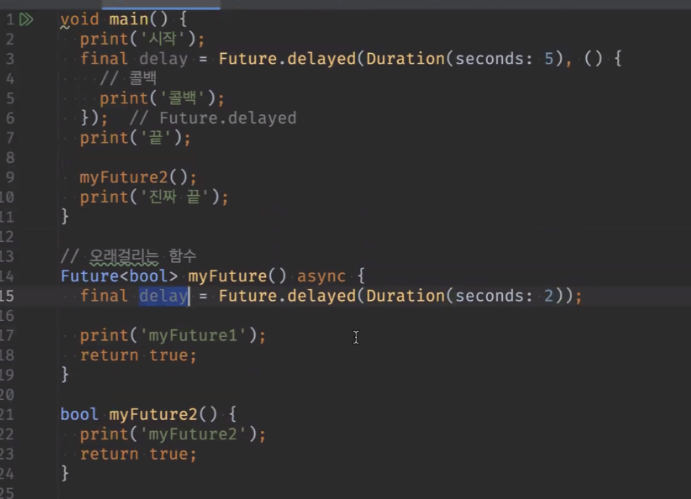 1 void main() {
2 print('시작');
3 final delay = Future.delayed(Duration(seconds: 5), () {
4 // 콜백
5 print('콜백');
6 }); // Future.delayed
7 print('끝');
8
9 myFuture2();
10 print('진짜 끝');
11 }
12
13 // 오래걸리는 함수
14 Future<bool> myFuture() async {
15 final delay = Future.delayed(Duration(seconds: 2));
16
17 print('myFuture1');
18 return true;
19 }
20
21 bool myFuture2() {
22 print('myFuture2');
23 return true;
24 }
25